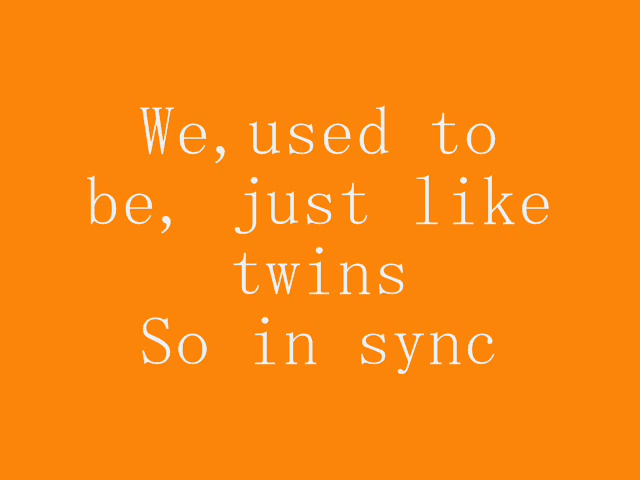 We,used to
be, just like
twins
So in sync